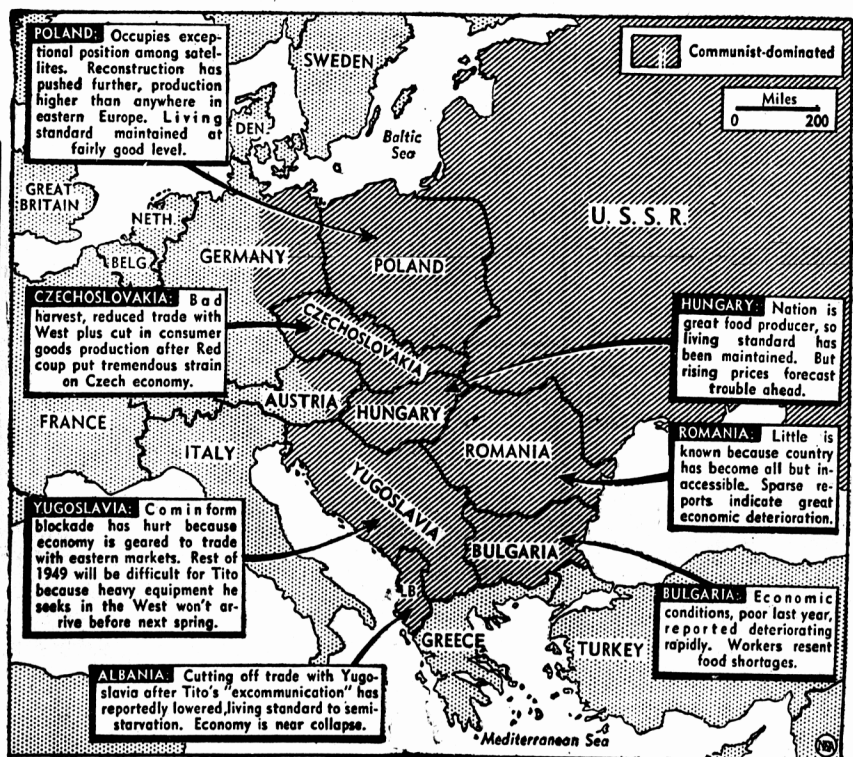 POLAND: Occupies excep-
tional position among satel-
lites. Reconstruction has
pushed further, production
higher than anywhere in
eastern Europe. Living
standard maintained at
fairly good level.
SWEDEN
Communist-dominated
Miles
0 200
DEN.
Baltic
Sea
GREAT
BRITAIN
NETH.
BELG
GERMANY
POLAND
U. S. S. R.
CZECHOSLOVAKIA: Bad
harvest, reduced trade with
West plus cut in consumer
goods production after Red
coup put tremendous strain
on Czech economy.
CZECHOSLOVAKIA
HUNGARY: Nation is
great food producer, so
living standard has
been maintained. But
rising prices forecast
trouble ahead.
FRANCE
AUSTRIA
HUNGARY
ITALY
ROMANIA
ROMANIA: Little is
known because country
has become all but in-
accessible. Sparse re-
ports indicate great
economic deterioration.
YUGOSLAVIA: Cominform
blockade has hurt because
economy is geared to trade
with eastern markets. Rest of
1949 will be difficult for Tito
because heavy equipment he
seeks in the West won't ar-
rive before next spring.
YUGOSLAVIA
BULGARIA
BULGARIA: Economic
conditions, poor last year,
reported deteriorating
rapidly. Workers resent
food shortages.
LB
GREECE
TURKEY
ALBANIA: Cutting off trade with Yugo-
slavia after Tito's "excommunication" has
reportedly lowered living standard to semi-
starvation. Economy is near collapse.
Mediterranean Sea
NEA